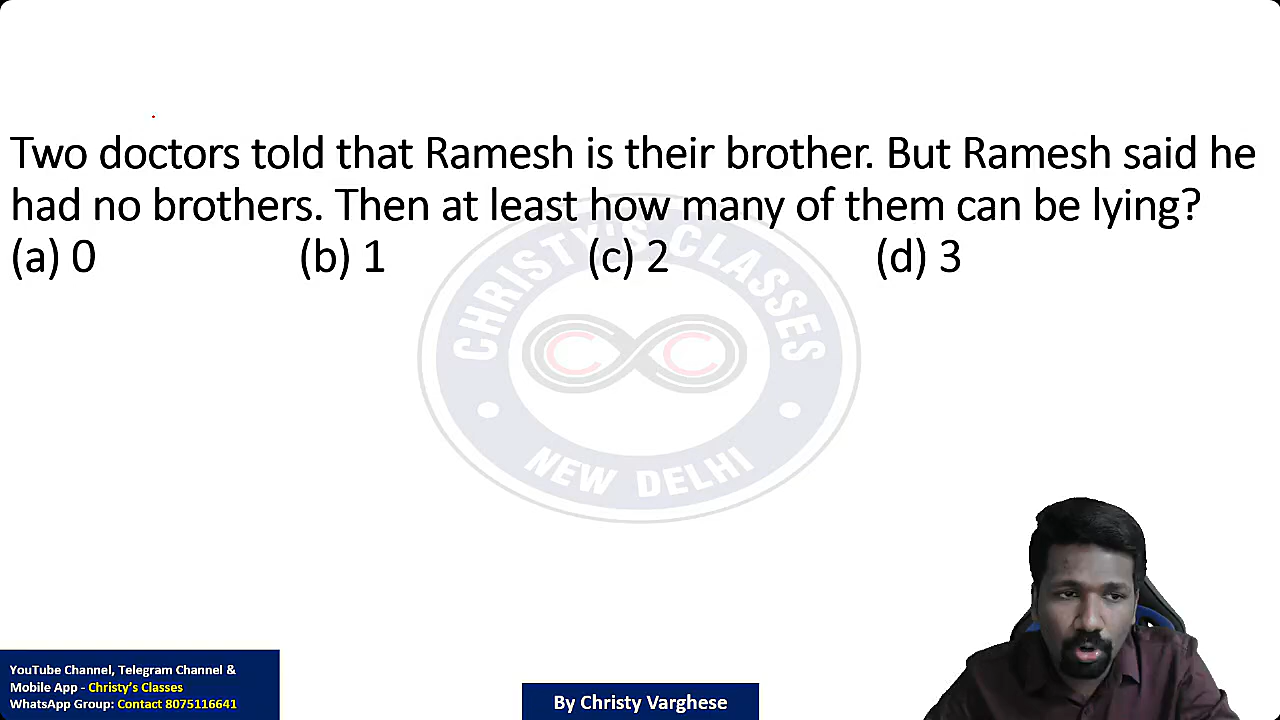 Two doctors told that Ramesh is their brother. But Ramesh said he
had no brothers. Then at least how many of them can be lying?
(a) 0 (b) 1 (c) 2 (d) 3
CHRISTY'S CLASSES
CC
NEW DELHI
YouTube Channel, Telegram Channel &
Mobile App - Christy's Classes
WhatsApp Group: Contact 8075116641
By Christy Varghese